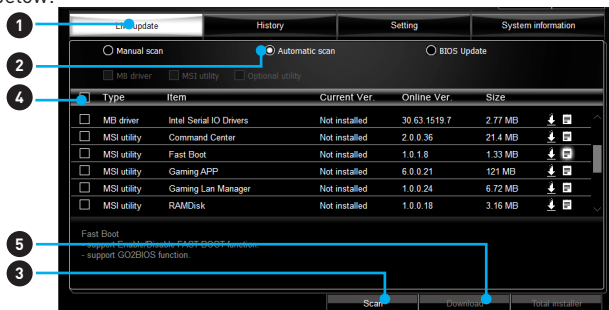 below:
1 Live update History Setting System information
Manual scan Automatic scan BIOS Update
2
MB driver MSI utility Optional utility
4 Type Item Current Ver. Online Ver. Size
MB driver Intel Serial IO Drivers Not installed 30.63.1519.7 2.77 MB
MSI utility Command Center Not installed 2.0.0.36 21.4 MB
MSI utility Fast Boot Not installed 1.0.1.8 1.33 MB
MSI utility Gaming APP Not installed 6.0.0.21 121 MB
MSI utility Gaming Lan Manager Not installed 1.0.0.24 6.72 MB
MSI utility RAMDisk Not installed 1.0.0.18 3.16 MB
Fast Boot
5 - support Enable/Disable FAST BOOT function.
- support GO2BIOS function.
3
Scan Download Total installer